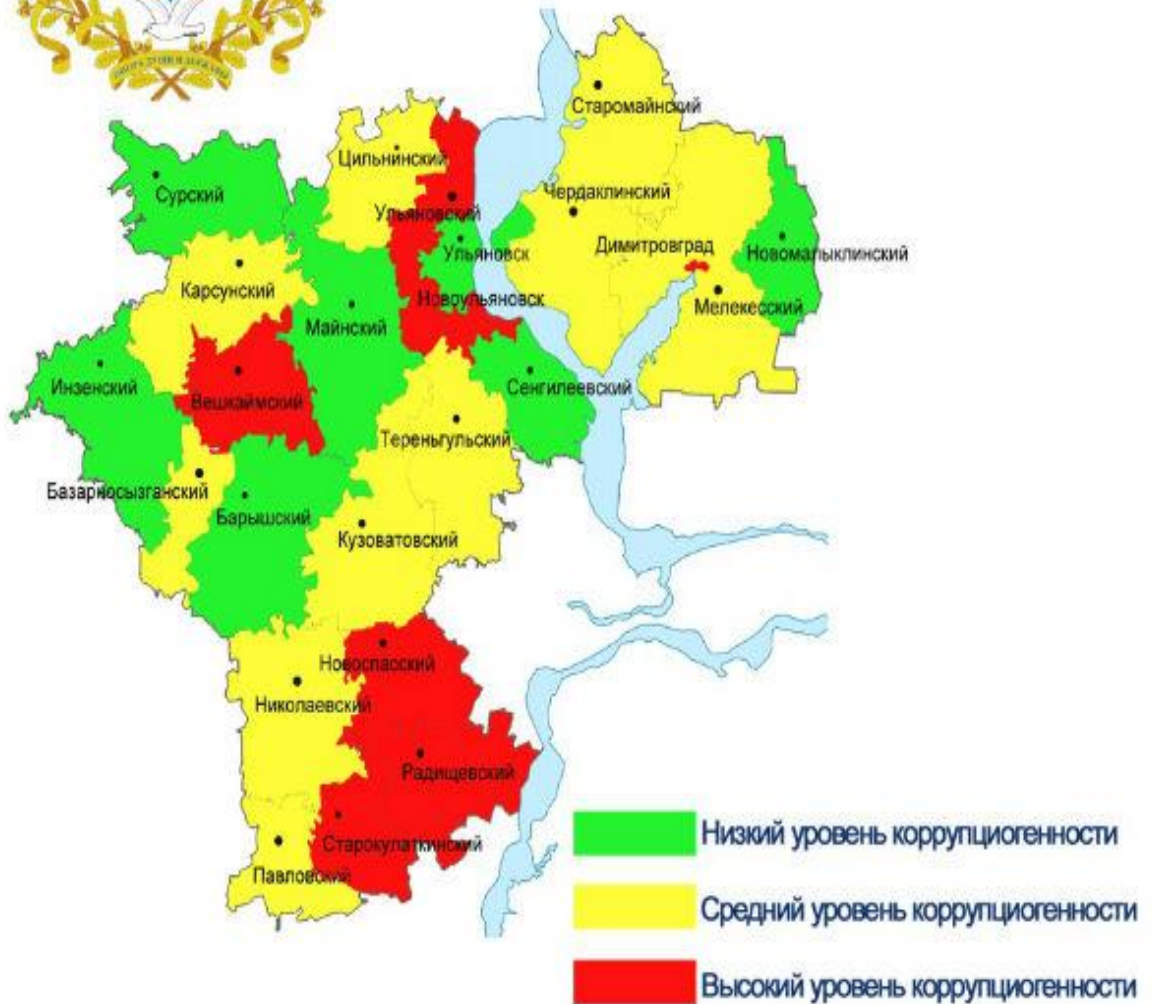 Старомайнский
Цильнинский
Сурский
Чердаклинский
Ульяновский
Ульяновск
Димитровград
Новомалыклинский
Карсунский
Новоульяновск
Мелекесский
Майнский
Инзенский
Сенгилеевский
Вешкаймский
Тереньгульский
Базарносызганский
Барышский
Кузоватовский
Новоспасский
Николаевский
Радищевский
Старокулаткинский
Павловский
Низкий уровень коррупциогенности
Средний уровень коррупциогенности
Высокий уровень коррупциогенности